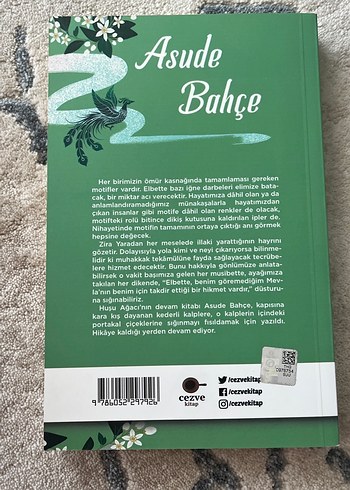 Asude
Bahçe
Her birimizin ömür kasnağında tamamlaması gereken
motifler vardır. Elbette bazı iğne darbeleri elimize bata-
cak, bir miktar acı verecektir. Hayatımıza dâhil olan ya da
anlamlandıramadığımız münakaşalarla hayatımızdan
çıkan insanlar gibi motife dâhil olan renkler de olacak,
motifteki rolü bitince dikiş kutusuna kaldırılan ipler de.
Nihayetinde motifin tamamının ortaya çıktığı anı görmek
hepsine değecek.
Zira Yaradan her meselede illaki yarattığının hayrını
gözetir. Dolayısıyla yola kimi ve neyi çıkarıyorsa bilinme-
lidir ki muhakkak tekâmülüne fayda sağlayacak tecrübe-
lere hizmet edecektir. Bunu hakkıyla gönlümüze anlata-
bilirsek o vakit başımıza gelen her musibette, ayağımıza
takılan her dikende, “Elbette, benim göremediğim Mev-
la'nın benim için takdir ettiği bir hikmet vardır,” düsturu-
na sığınabiliriz.
Huşu Ağacı'nın devam kitabı Asude Bahçe, kapısına
kara kış dayanan kederli kalplere, o kalplerin içindeki
portakal çiçeklerine sığınmayı fısıldamak için yazıldı.
Hikâye kaldığı yerden devam ediyor.
9 786052 297926
cezve
kitap
/cezvekitap
/cezvekitap
/cezvekitap